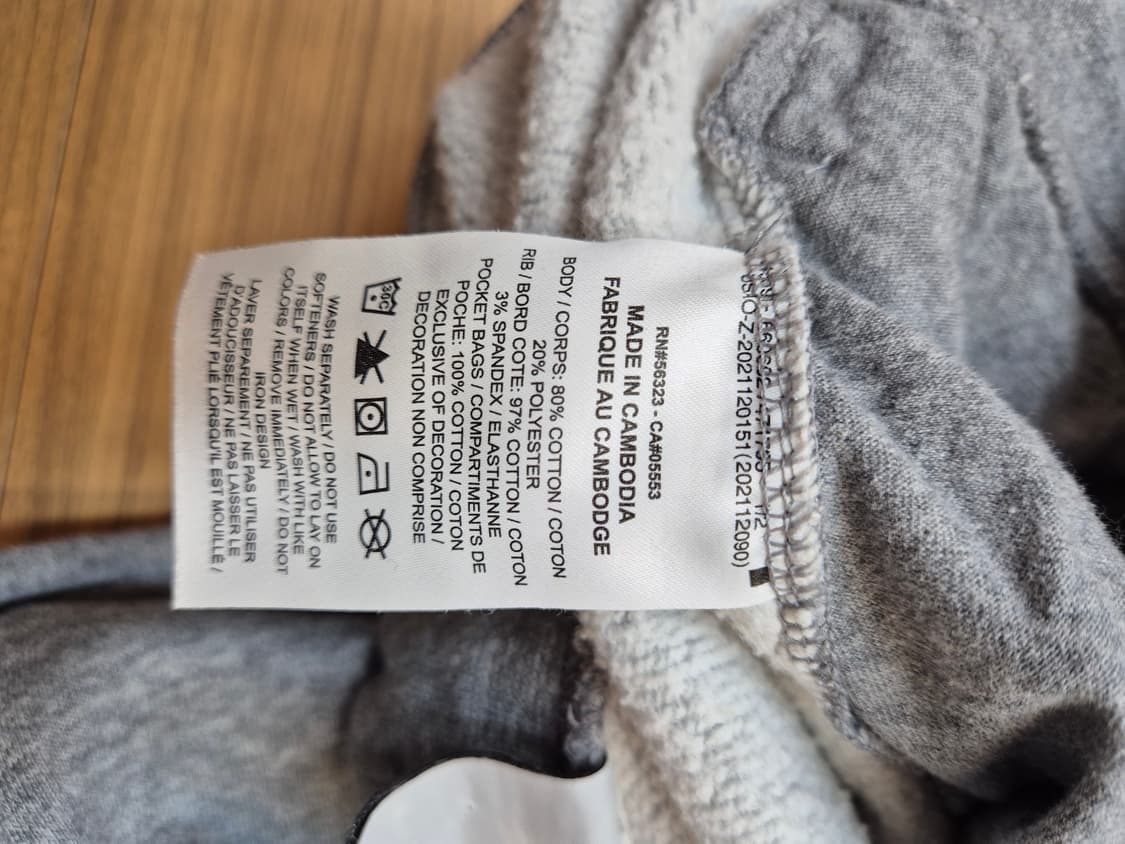 USIO-Z-2021120151(202112090)
RN#56323 - CA#05553
MADE IN CAMBODIA
FABRIQUE AU CAMBODGE
BODY / CORPS: 80% COTTON / COTON
20% POLYESTER
RIB / BORD COTE: 97% COTTON / COTON
3% SPANDEX / ELASTHANNE
POCKET BAGS / COMPARTIMENTS DE
POCHE: 100% COTTON / COTON
EXCLUSIVE OF DECORATION /
DECORATION NON COMPRISE
30C
WASH SEPARATELY / DO NOT USE
SOFTENERS / DO NOT ALLOW TO LAY ON
ITSELF WHEN WET / WASH WITH LIKE
COLORS / REMOVE IMMEDIATELY / DO NOT
IRON DESIGN
LAVER SEPAREMENT / NE PAS UTILISER
D'ADOUCISSEUR / NE PAS LAISSER LE
VÊTEMENT PLIÉ LORSQU'IL EST MOUILLÉ /